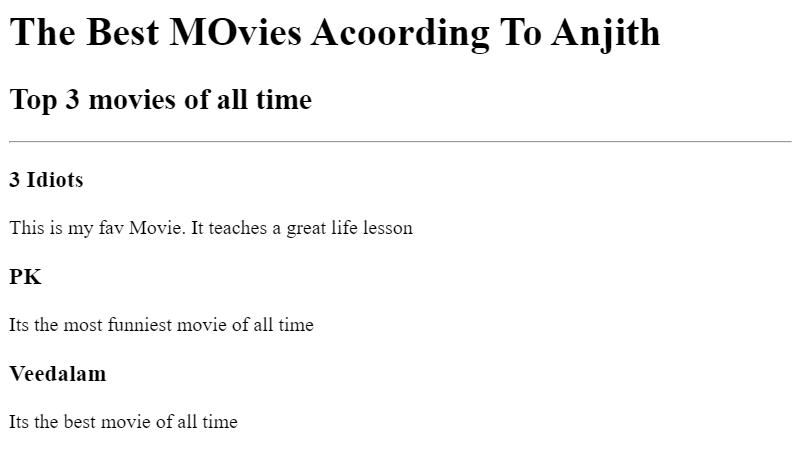 The Best MOvies Acoording To Anjith
Top 3 movies of all time
3 Idiots
This is my fav Movie. It teaches a great life lesson
PK
Its the most funniest movie of all time
Veedalam
Its the best movie of all time